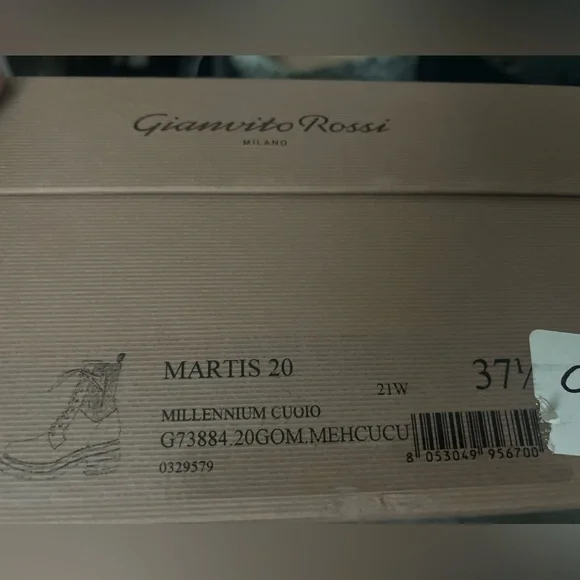 Gianvito Rossi
MILANO
MARTIS 20
21W
37½
MILLENNIUM CUOIO
G73884.20GOM.MEHCUCU
0329579
8 053049 956700